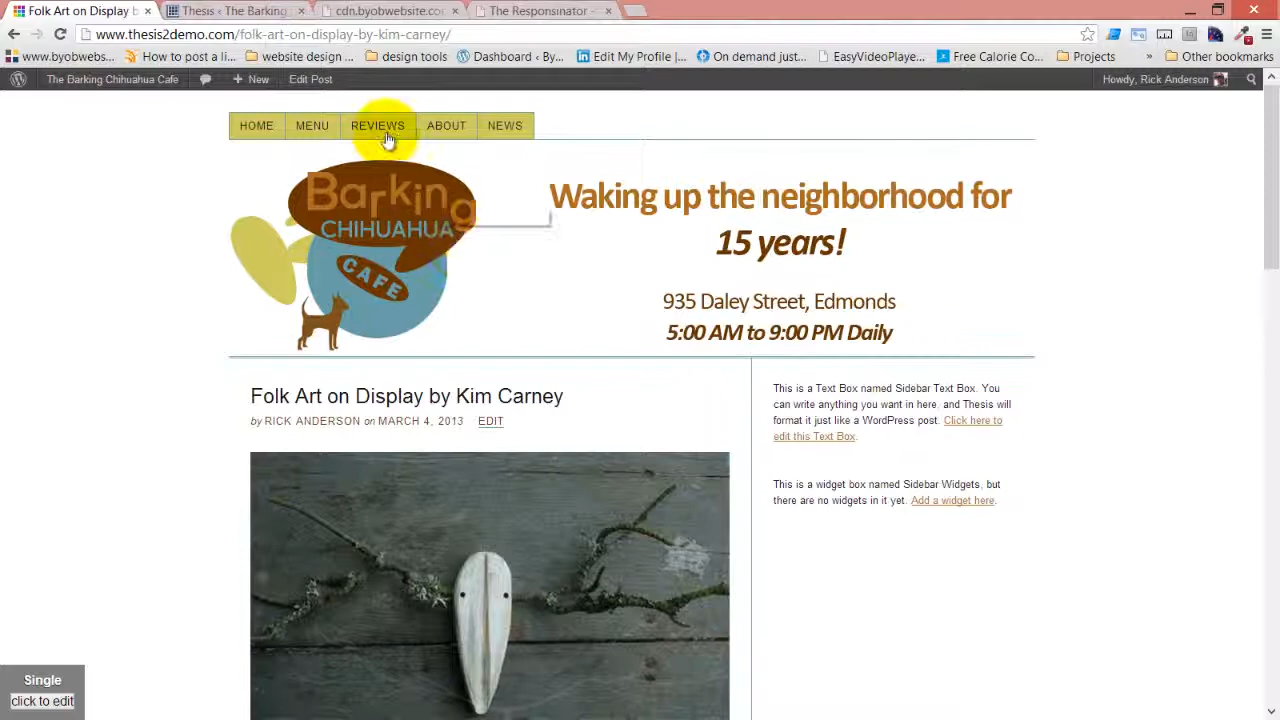 Folk Art on Display by K
Thesis ‹ The Barking
cdn.byobwebsite.co
The Responsinator -
www.thesis2demo.com/folk-art-on-display-by-kim-carney/
www.byobwebs...
How to post a li...
website design ...
design tools
Dashboard ‹ By...
Edit My Profile |...
On demand just...
EasyVideoPlaye...
Free Calorie Co...
Projects
»
Other bookmarks
The Barking Chihuahua Cafe
+ New
Edit Post
Howdy, Rick Anderson
HOME
MENU
REVIEWS
ABOUT
NEWS
Barking
CHIHUAHUA
CAFE
Waking up the neighborhood for
15 years!
935 Daley Street, Edmonds
5:00 AM to 9:00 PM Daily
Folk Art on Display by Kim Carney
by RICK ANDERSON on MARCH 4, 2013 EDIT
This is a Text Box named Sidebar Text Box. You
can write anything you want in here, and Thesis will
format it just like a WordPress post. Click here to
edit this Text Box.
This is a widget box named Sidebar Widgets, but
there are no widgets in it yet. Add a widget here.
Single
click to edit